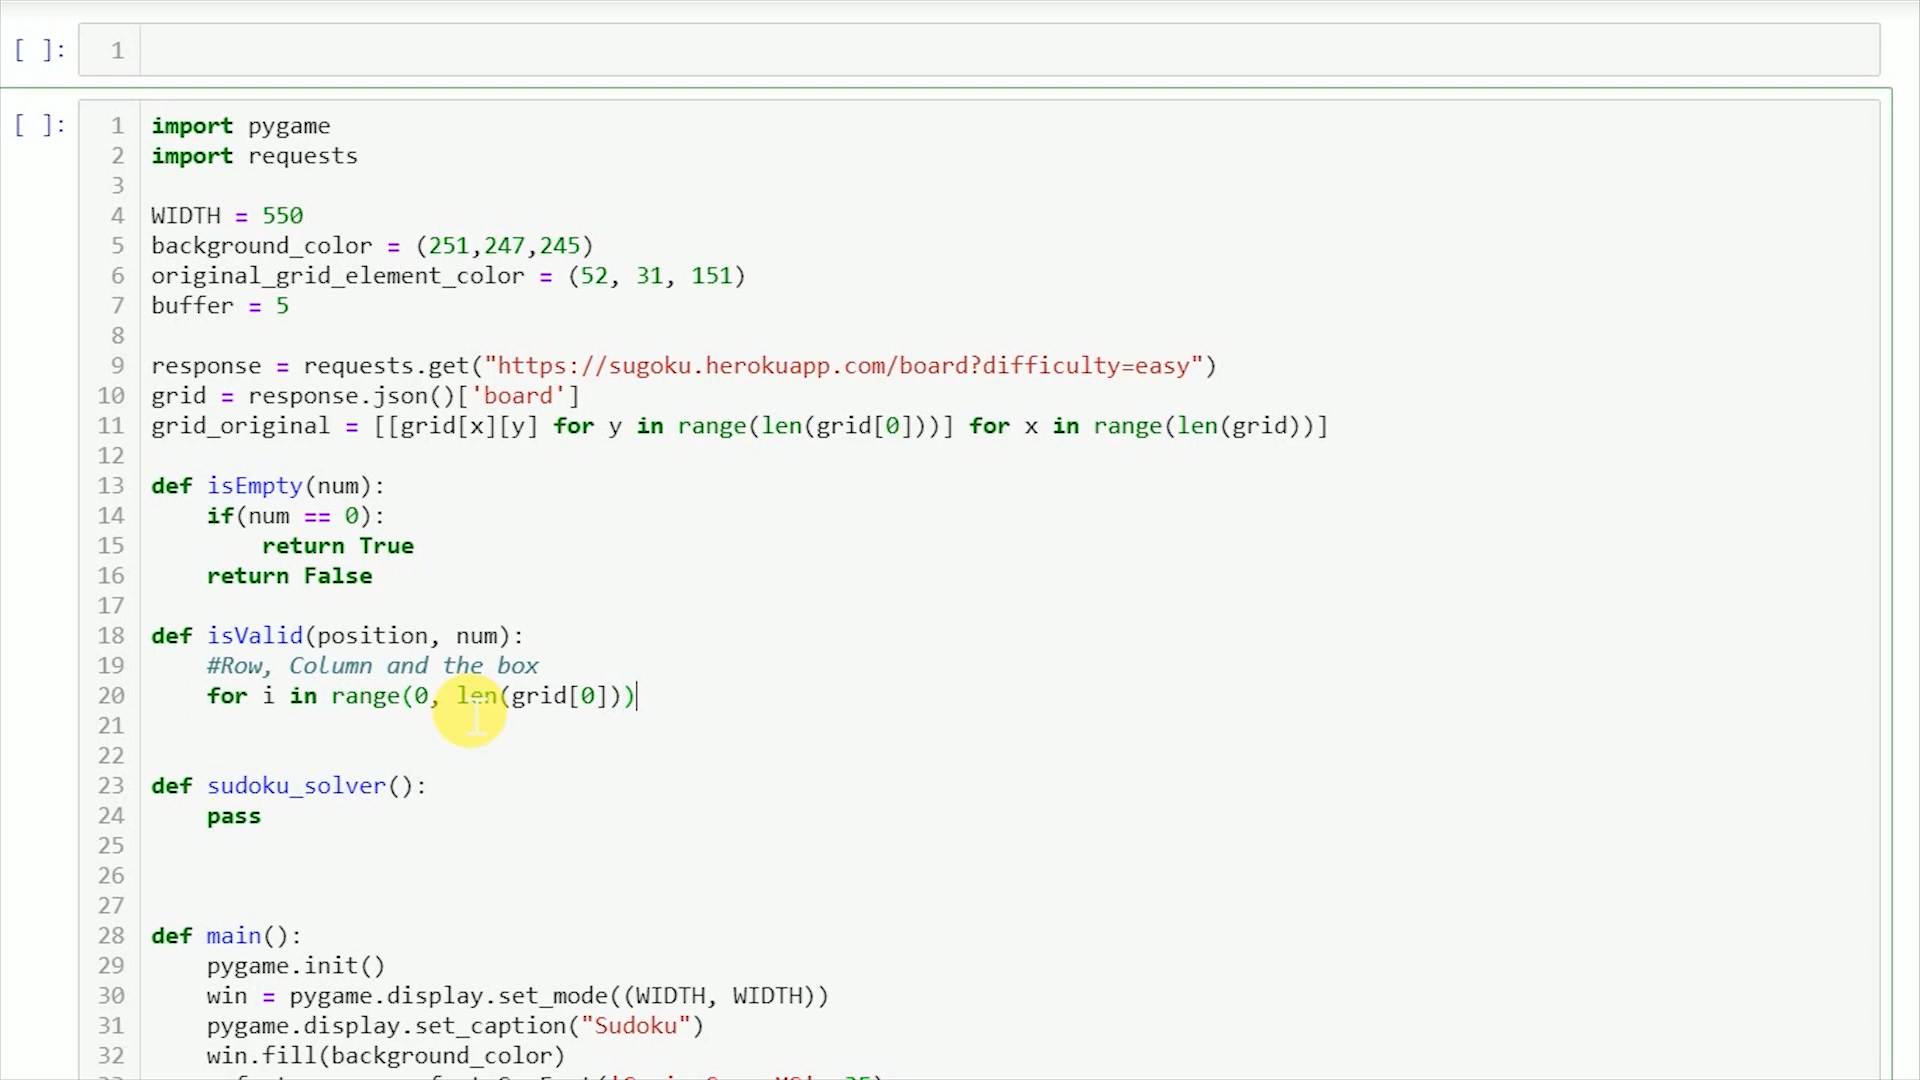 [ ]: 1
[ ]: 1 import pygame
2 import requests
3
4 WIDTH = 550
5 background_color = (251,247,245)
6 original_grid_element_color = (52, 31, 151)
7 buffer = 5
8
9 response = requests.get("https://sugoku.herokuapp.com/board?difficulty=easy")
10 grid = response.json()['board']
11 grid_original = [[grid[x][y] for y in range(len(grid[0]))] for x in range(len(grid))]
12
13 def isEmpty(num):
14     if(num == 0):
15         return True
16     return False
17
18 def isValid(position, num):
19     #Row, Column and the box
20     for i in range(0, len(grid[0]))
21
22
23 def sudoku_solver():
24     pass
25
26
27
28 def main():
29     pygame.init()
30     win = pygame.display.set_mode((WIDTH, WIDTH))
31     pygame.display.set_caption("Sudoku")
32     win.fill(background_color)